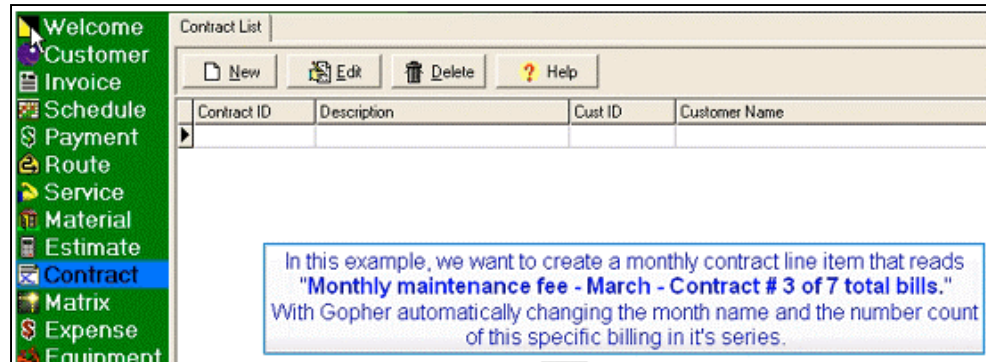 Welcome
Customer
Invoice
Schedule
Payment
Route
Service
Material
Estimate
Contract
Matrix
Expense
Equipment
Contract List
New Edit Delete ? Help
Contract ID Description Cust ID Customer Name
In this example, we want to create a monthly contract line item that reads
"Monthly maintenance fee - March - Contract # 3 of 7 total bills."
With Gopher automatically changing the month name and the number count
of this specific billing in it's series.